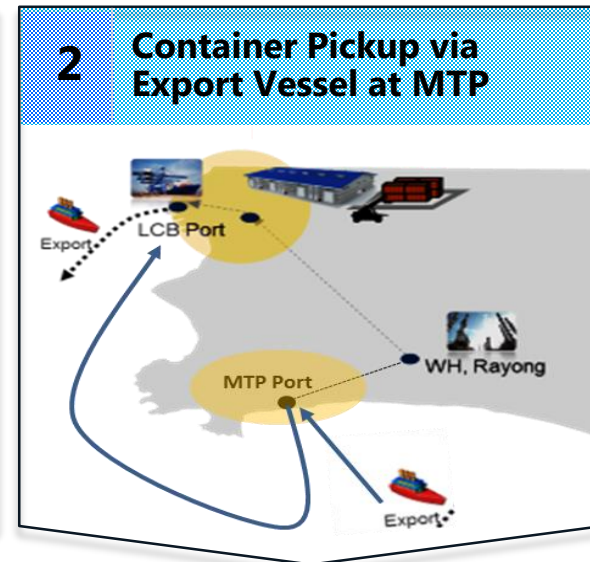 2
Container Pickup via
Export Vessel at MTP
LCB Port
Export
WH, Rayong
MTP Port
Export